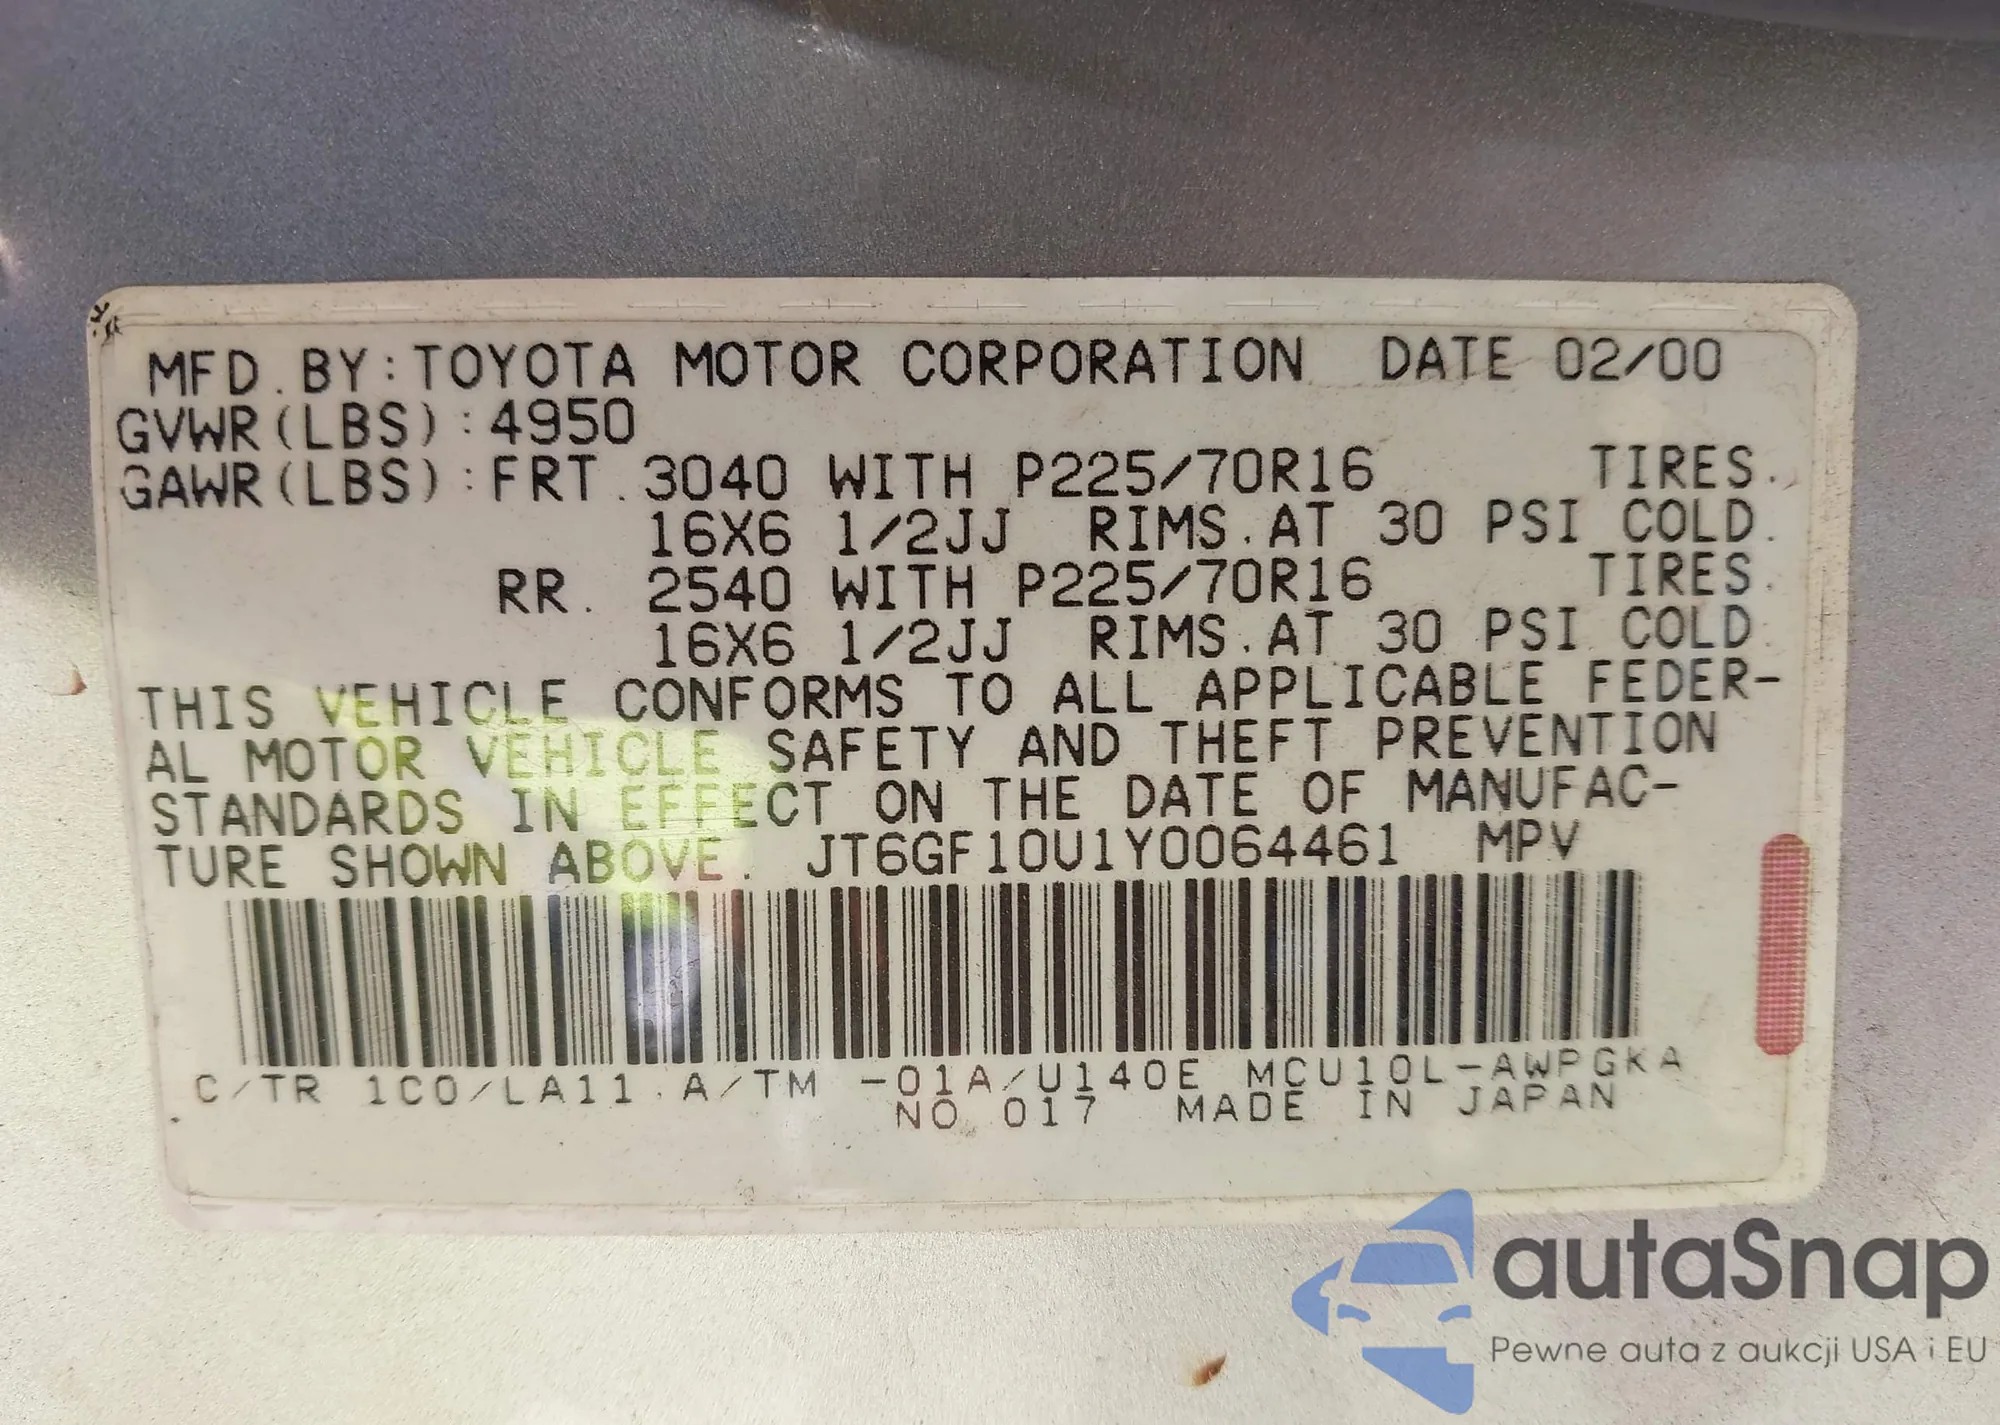 MFD. BY: TOYOTA MOTOR CORPORATION DATE 02/00
GVWR(LBS): 4950
GAWR(LBS): FRT. 3040 WITH P225/70R16 TIRES.
16X6 1/2JJ RIMS. AT 30 PSI COLD.
RR. 2540 WITH P225/70R16 TIRES.
16X6 1/2JJ RIMS. AT 30 PSI COLD.
THIS VEHICLE CONFORMS TO ALL APPLICABLE FEDER-
AL MOTOR VEHICLE SAFETY AND THEFT PREVENTION
STANDARDS IN EFFECT ON THE DATE OF MANUFAC-
TURE SHOWN ABOVE. JT6GF10U1Y0064461 MPV
C/TR 1C0/LA11. A/TM -01A/U140E MCU10L-AWPGKA
NO. 017 MADE IN JAPAN
autaSnap
Pewne auta z aukcji USA i EU